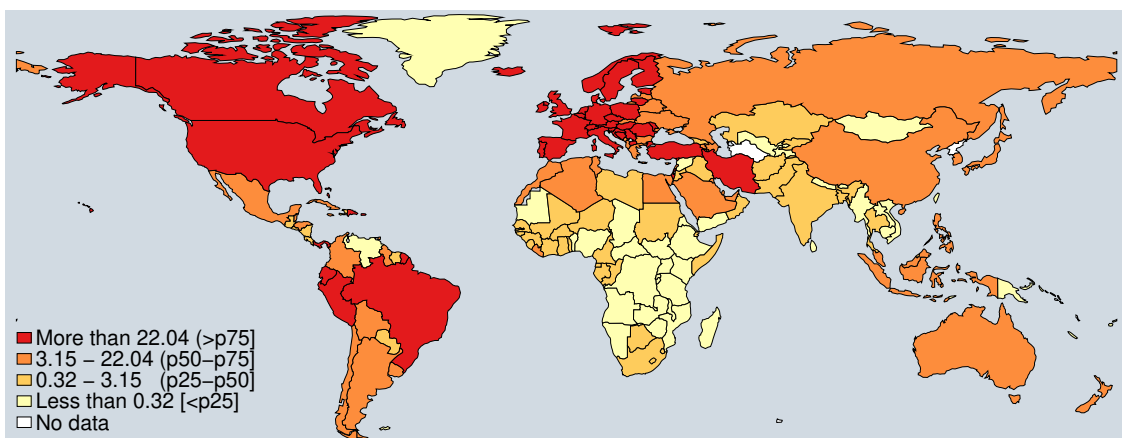 More than 22.04 (>p75]
3.15 − 22.04 (p50−p75]
0.32 − 3.15 (p25−p50]
Less than 0.32 [<p25]
No data